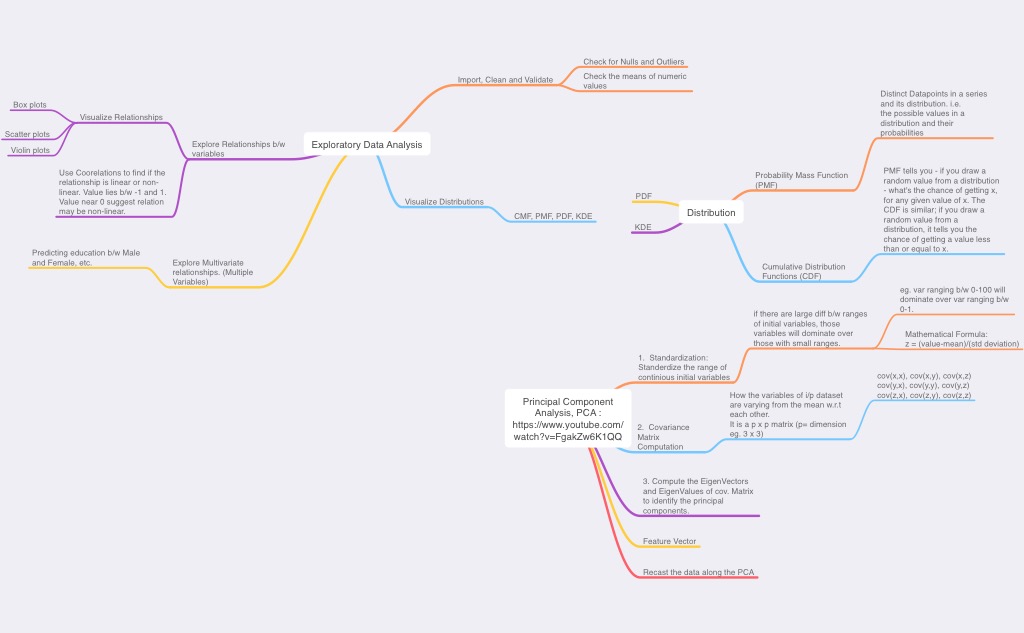 Exploratory Data Analysis
Import, Clean and Validate
Check for Nulls and Outliers
Check the means of numeric
values
Visualize Distributions
CMF, PMF, PDF, KDE
Explore Relationships b/w
variables
Visualize Relationships
Box plots
Scatter plots
Violin plots
Use Coorelations to find if the
relationship is linear or non-
linear. Value lies b/w -1 and 1.
Value near 0 suggest relation
may be non-linear.
Explore Multivariate
relationships. (Multiple
Variables)
Predicting education b/w Male
and Female, etc.
Distribution
PDF
KDE
Probability Mass Function
(PMF)
Distinct Datapoints in a series
and its distribution. i.e.
the possible values in a
distribution and their
probabilities
Cumulative Distribution
Functions (CDF)
PMF tells you - if you draw a
random value from a distribution
- what's the chance of getting x,
for any given value of x. The
CDF is similar; if you draw a
random value from a
distribution, it tells you the
chance of getting a value less
than or equal to x.
Principal Component
Analysis, PCA :
https://www.youtube.com/
watch?v=FgakZw6K1QQ
1. Standardization:
Standerdize the range of
continious initial variables
if there are large diff b/w ranges
of initial variables, those
variables will dominate over
those with small ranges.
eg. var ranging b/w 0-100 will
dominate over var ranging b/w
0-1.
Mathematical Formula:
z = (value-mean)/(std deviation)
2. Covariance
Matrix
Computation
How the variables of i/p dataset
are varying from the mean w.r.t
each other.
It is a p x p matrix (p= dimension
eg. 3 x 3)
cov(x,x), cov(x,y), cov(x,z)
cov(y,x), cov(y,y), cov(y,z)
cov(z,x), cov(z,y), cov(z,z)
3. Compute the EigenVectors
and EigenValues of cov. Matrix
to identify the principal
components.
Feature Vector
Recast the data along the PCA